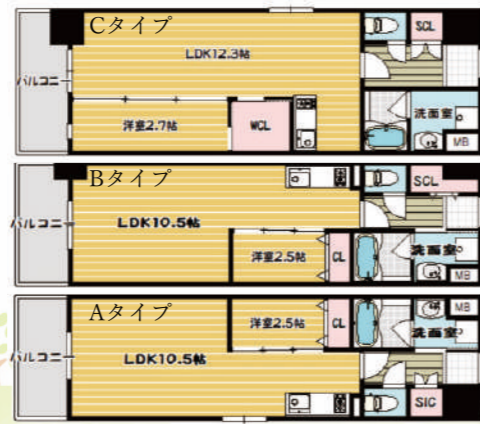 Cタイプ
SCL
LDK12.3帖
バルコニー
洋室2.7帖
WCL
洗面室
MB
Bタイプ
SCL
バルコニー
LDK10.5帖
洋室2.5帖
CL
洗面室
MB
Aタイプ
MB
洋室2.5帖
CL
洗面室
バルコニー
LDK10.5帖
SIC